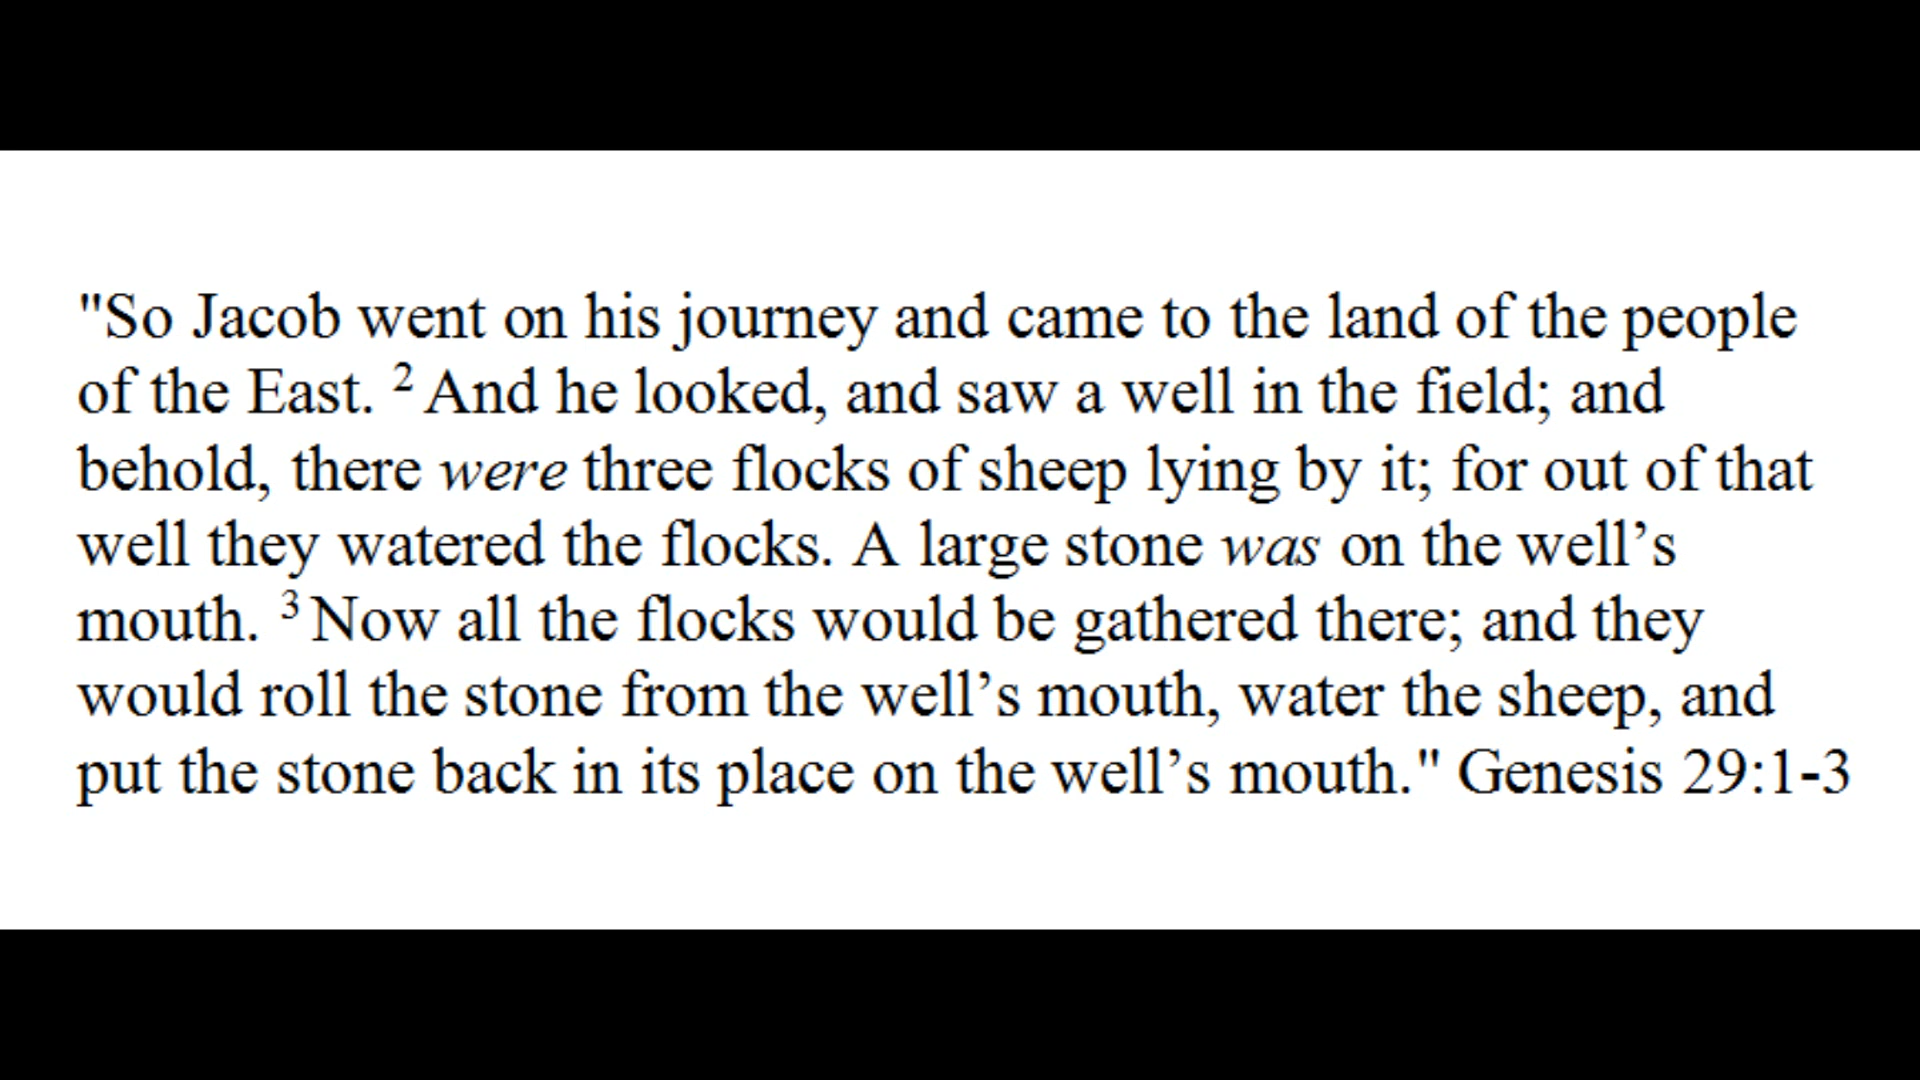 "So Jacob went on his journey and came to the land of the people
of the East. ² And he looked, and saw a well in the field; and
behold, there were three flocks of sheep lying by it; for out of that
well they watered the flocks. A large stone was on the well’s
mouth. ³ Now all the flocks would be gathered there; and they
would roll the stone from the well’s mouth, water the sheep, and
put the stone back in its place on the well’s mouth." Genesis 29:1-3